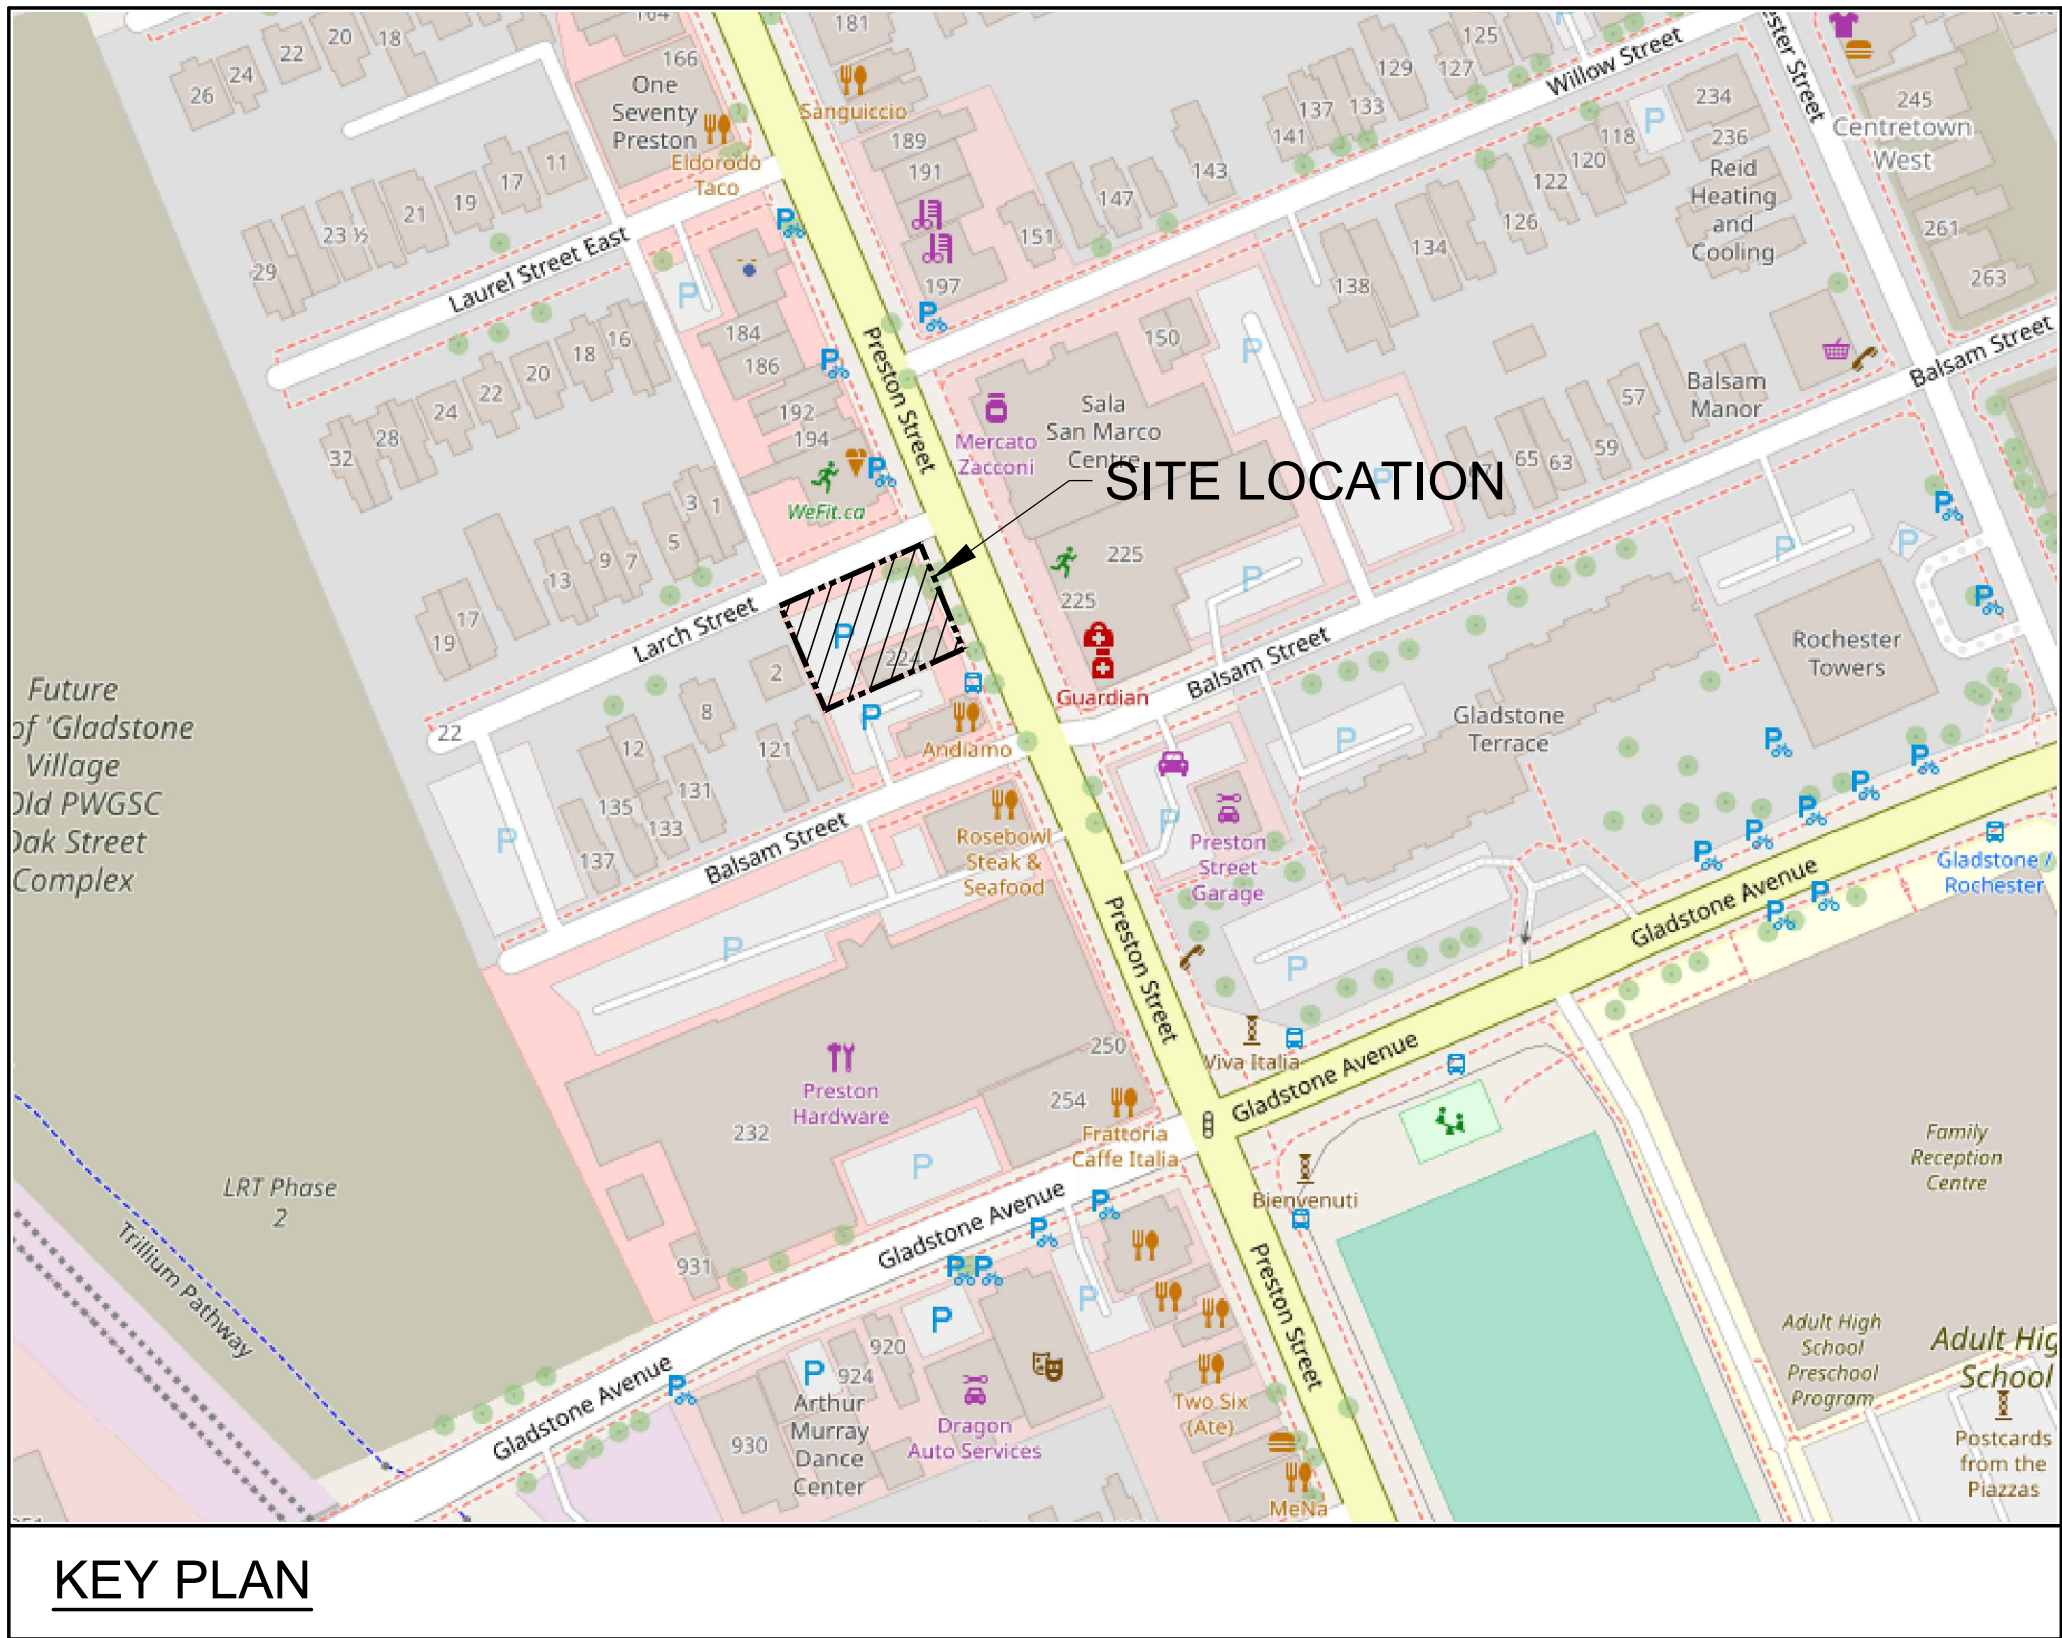 164
181
125
Willow Street
26
24
22
20
18
166
One
Seventy
Preston
Eldorodo
Taco
Sanguiccio
189
191
197
151
147
143
141
137
133
129
127
118
120
122
126
134
138
234
236
Reid
Heating
and
Cooling
245
Centretown
West
261
263
29
23 ½
21
19
17
11
Laurel Street East
P
184
186
192
194
WeFit.ca
Preston Street
Mercato
Zacconi
Sala
San Marco
Centre
150
P
SITE LOCATION
65
63
59
57
Balsam
Manor
Balsam Street
32
28
24
22
20
18
16
3
1
5
7
9
13
17
19
Larch Street
P
224
225
225
Guardian
P
Balsam Street
Gladstone
Terrace
Rochester
Towers
P
P
Future
of 'Gladstone
Village
Old PWGSC
Oak Street
Complex
22
2
8
12
121
131
133
135
137
P
P
Andiamo
Balsam Street
Rosebowl
Steak &
Seafood
P
Preston
Street
Garage
P
Gladstone /
Rochester
Gladstone Avenue
P
Preston Street
P
Viva Italia
Gladstone Avenue
Preston
Hardware
232
250
254
Frattoria
Caffe Italia
P
Bienvenuti
Family
Reception
Centre
LRT Phase
2
Trillium Pathway
931
Gladstone Avenue
Preston Street
P
P
P
920
924
930
Arthur
Murray
Dance
Center
Dragon
Auto Services
Two Six
(Ate)
MeNa
Gladstone Avenue
Adult High
School
Preschool
Program
Adult Hig
School
Postcards
from the
Piazzas
KEY PLAN